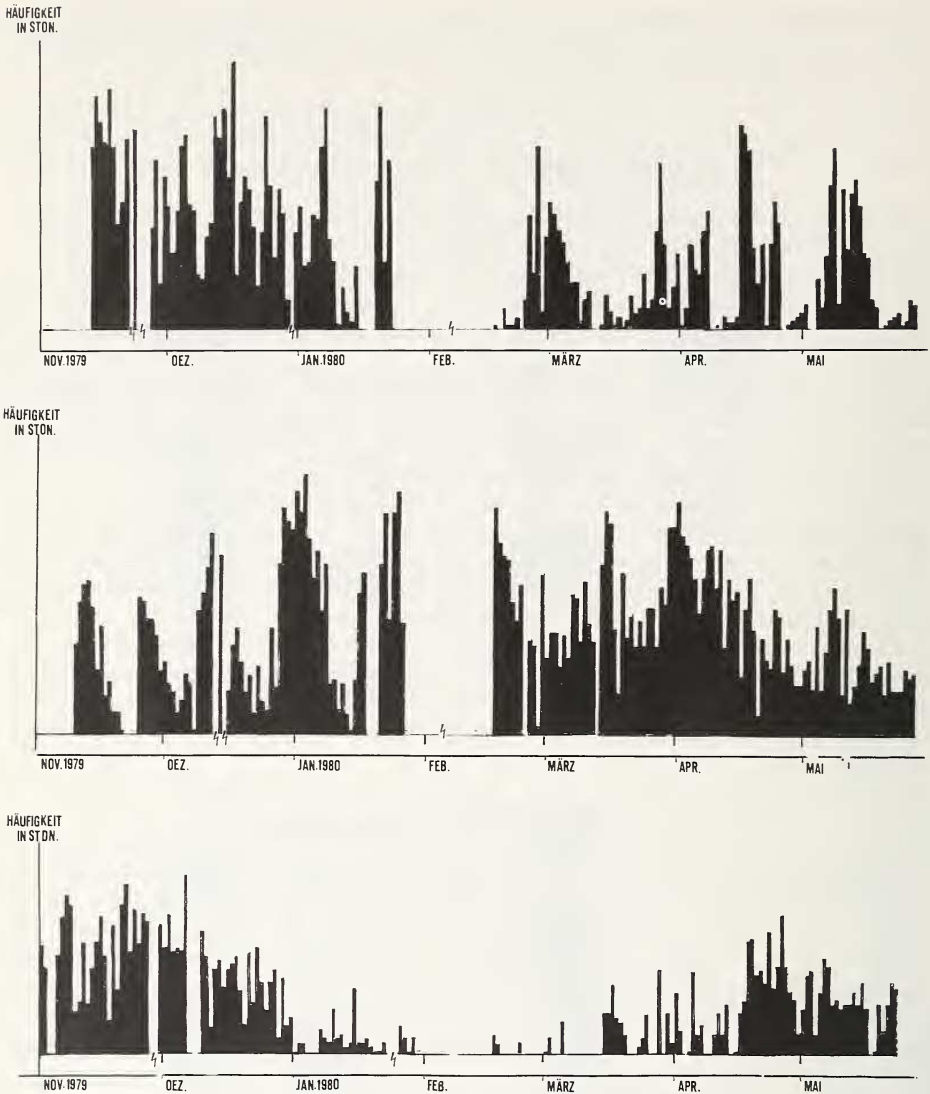 HÄUFIGKEIT
IN STDN.
NOV.1979 DEZ. JAN.1980 FEB. MÄRZ APR. MAI
HÄUFIGKEIT
IN STDN.
NOV.1979 DEZ. JAN.1980 FEB. MÄRZ APR. MAI
HÄUFIGKEIT
IN STDN.
NOV.1979 DEZ. JAN.1980 FEB. MÄRZ APR. MAI